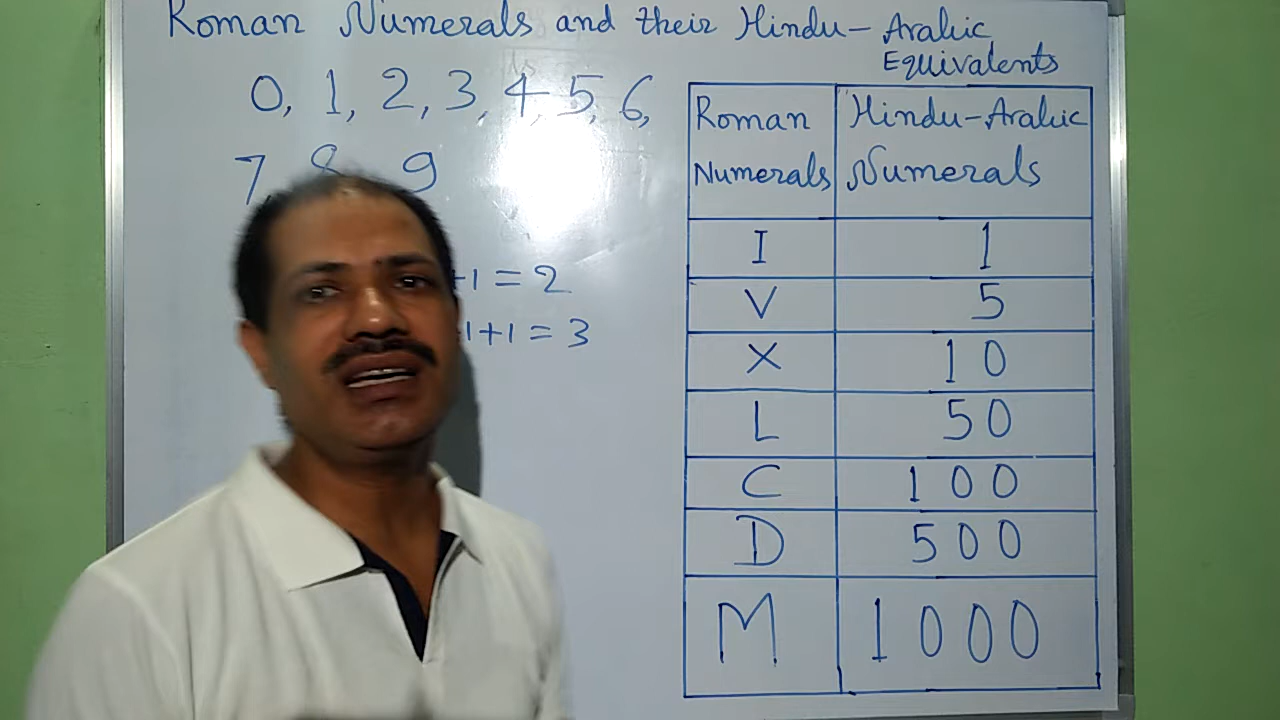 Roman Numerals and their Hindu-Arabic
Equivalents
0, 1, 2, 3, 4, 5, 6,
7, 8, 9
+1 = 2
1+1 = 3
Roman Numerals | Hindu-Arabic Numerals
I | 1
V | 5
X | 10
L | 50
C | 100
D | 500
M | 1000